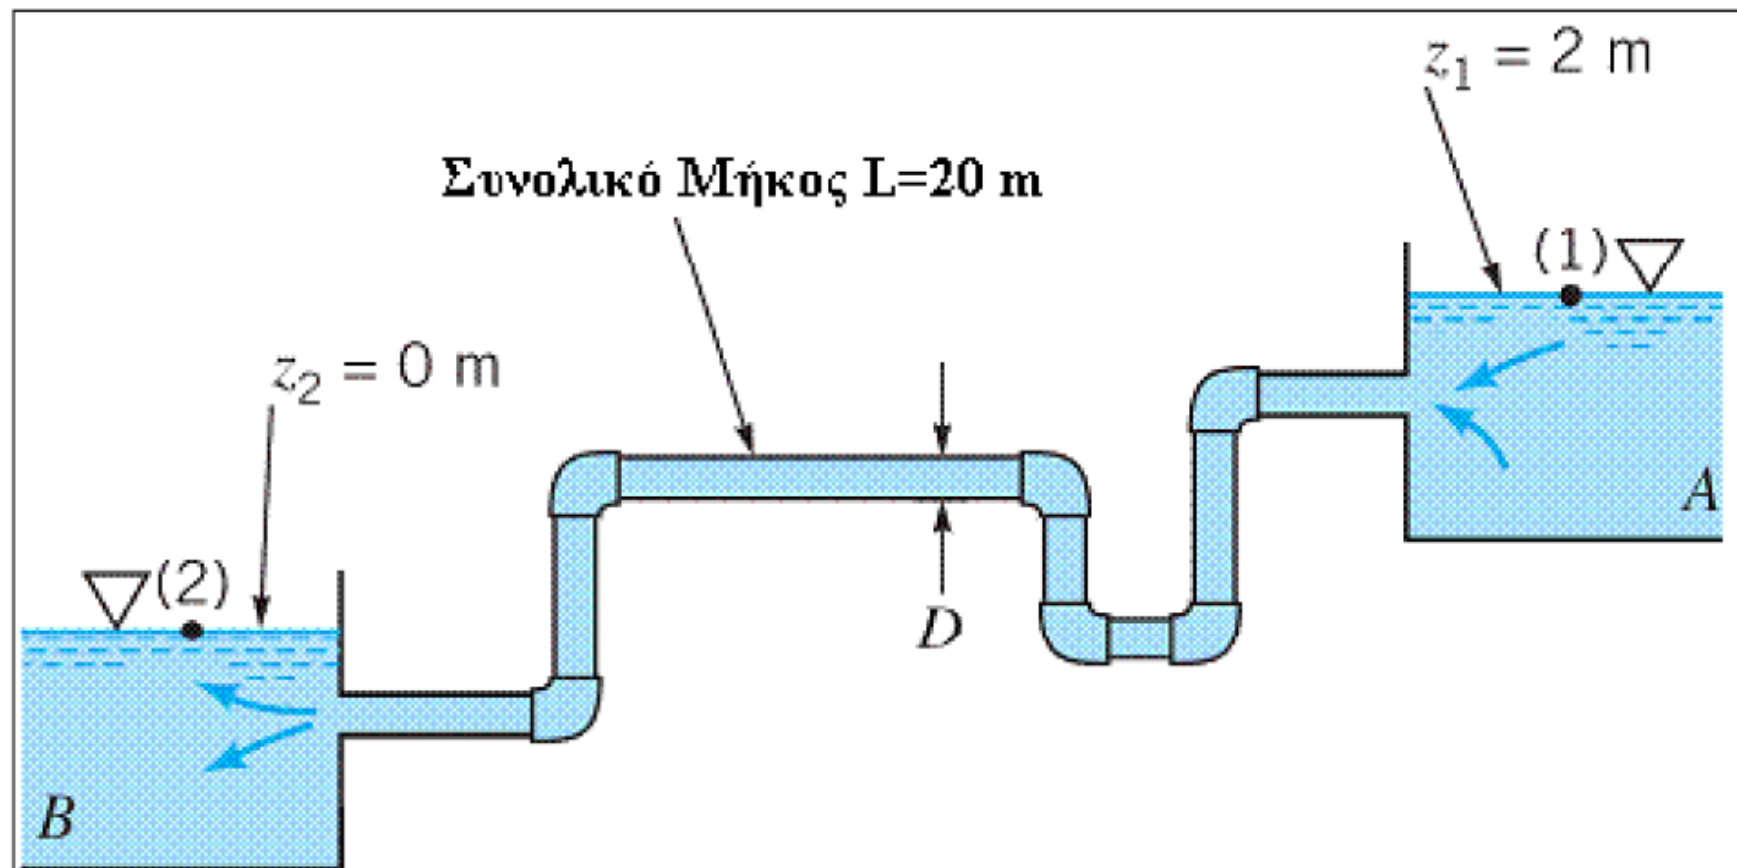 z₁ = 2 m
Συνολικό Μήκος L=20 m
(1)
z₂ = 0 m
A
(2)
D
B